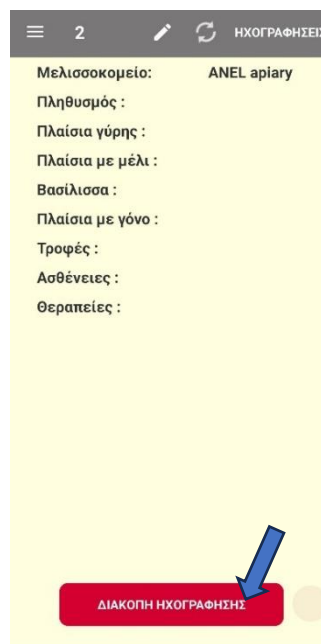 2 ΗΧΟΓΡΑΦΗΣΕΙΣ
Μελισσοκομείο: ANEL apiary
Πληθυσμός :
Πλαίσια γύρης :
Πλαίσια με μέλι :
Βασίλισσα :
Πλαίσια με γόνο :
Τροφές :
Ασθένειες :
Θεραπείες :
ΔΙΑΚΟΠΗ ΗΧΟΓΡΑΦΗΣΗΣ